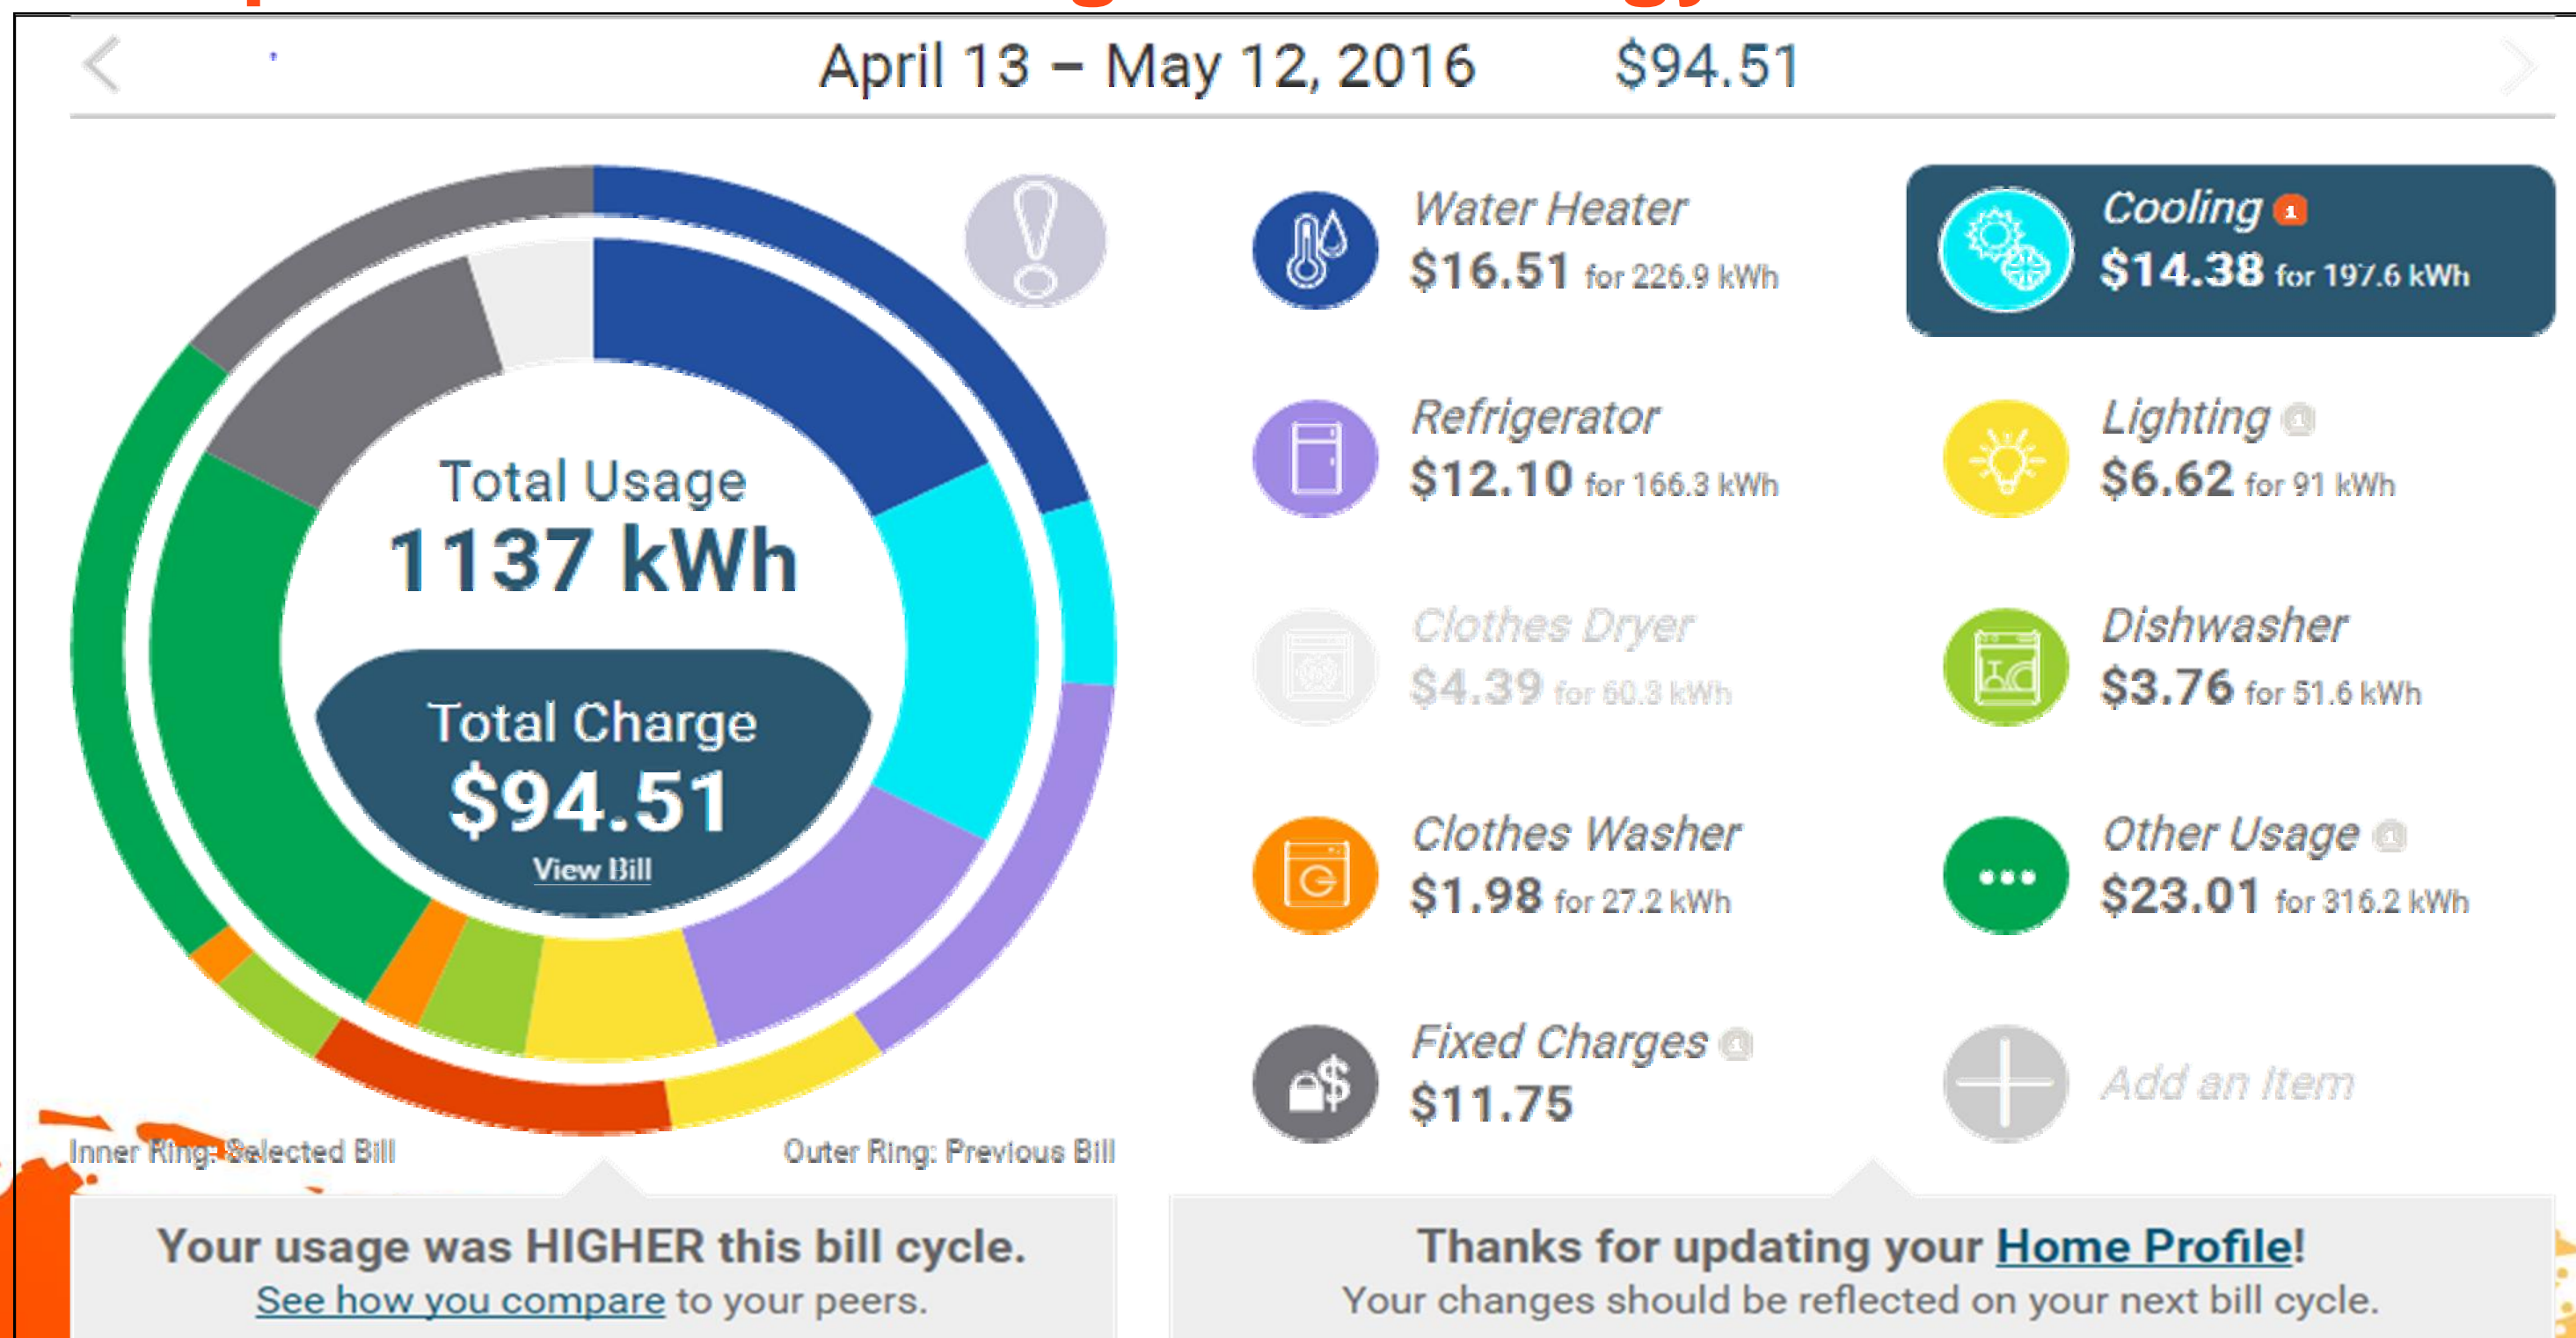 April 13 – May 12, 2016 $94.51
Total Usage
1137 kWh
Total Charge
$94.51
View Bill
Inner Ring: Selected Bill
Outer Ring: Previous Bill
Water Heater
$16.51 for 226.9 kWh
Cooling 1
$14.38 for 197.6 kWh
Refrigerator
$12.10 for 166.3 kWh
Lighting 1
$6.62 for 91 kWh
Clothes Dryer
$4.39 for 60.3 kWh
Dishwasher
$3.76 for 51.6 kWh
Clothes Washer
$1.98 for 27.2 kWh
Other Usage 1
$23.01 for 316.2 kWh
Fixed Charges 1
$11.75
Add an Item
Your usage was HIGHER this bill cycle.
See how you compare to your peers.
Thanks for updating your Home Profile!
Your changes should be reflected on your next bill cycle.